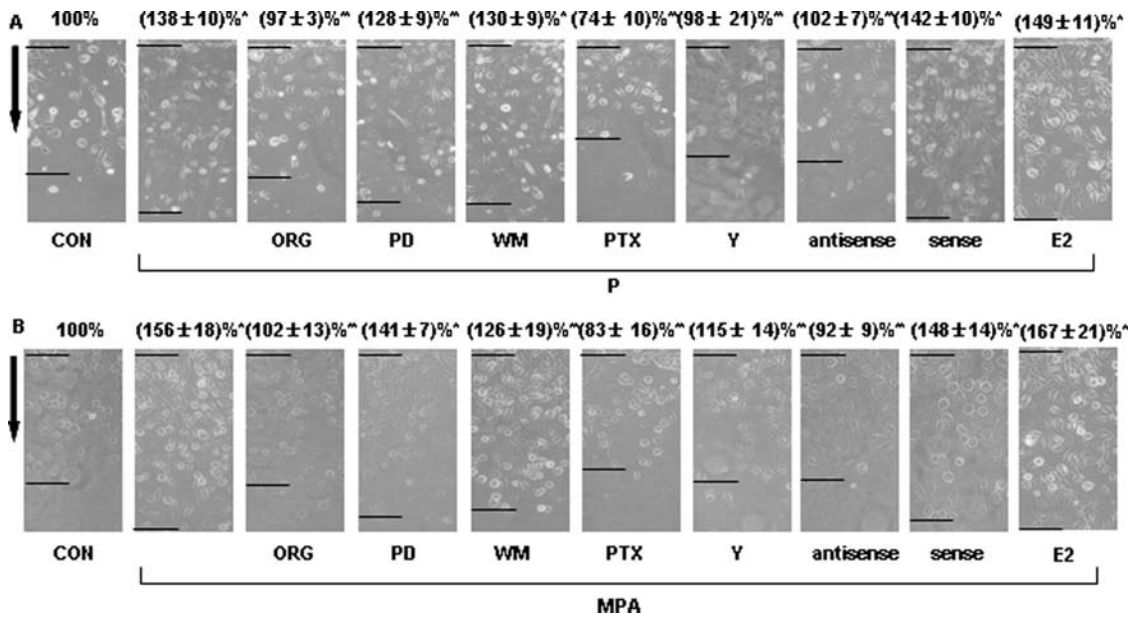 A 100% (138±10)%^ (97±3)%^^ (128±9)%^^ (130±9)%^ (74± 10)%^^ (98± 21)%^^ (102±7)%^^ (142±10)%^ (149±11)%^
CON ORG PD WM PTX Y antisense sense E2
P
B 100% (156±18)%^ (102±13)%^^ (141±7)%^ (126±19)%^^ (83± 16)%^^ (115± 14)%^^ (92± 9)%^^ (148±14)%^ (167±21)%^
CON ORG PD WM PTX Y antisense sense E2
MPA